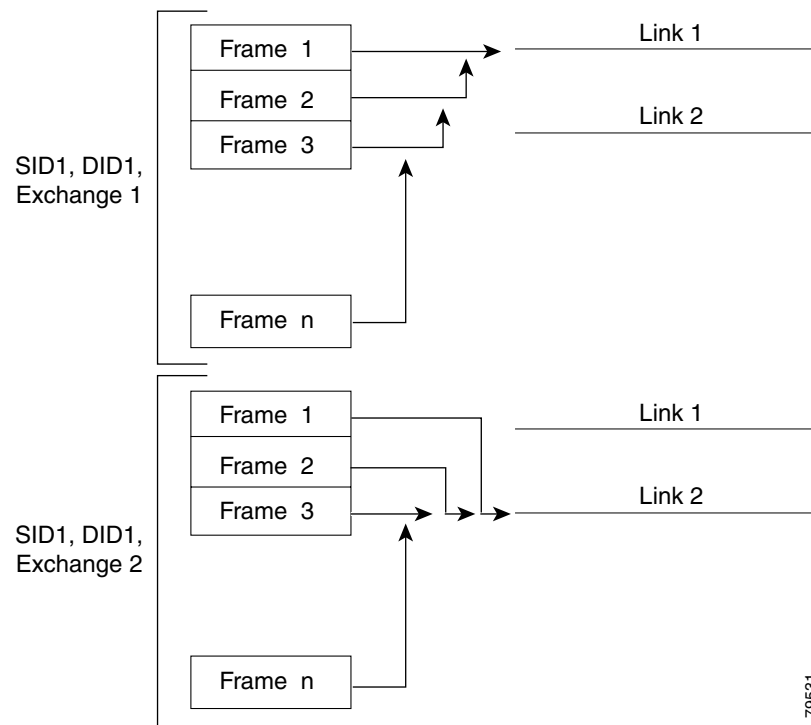 Frame 1
Link 1
Frame 2
Link 2
Frame 3
SID1, DID1,
Exchange 1
Frame n
Frame 1
Link 1
Frame 2
Frame 3
Link 2
SID1, DID1,
Exchange 2
Frame n
79531